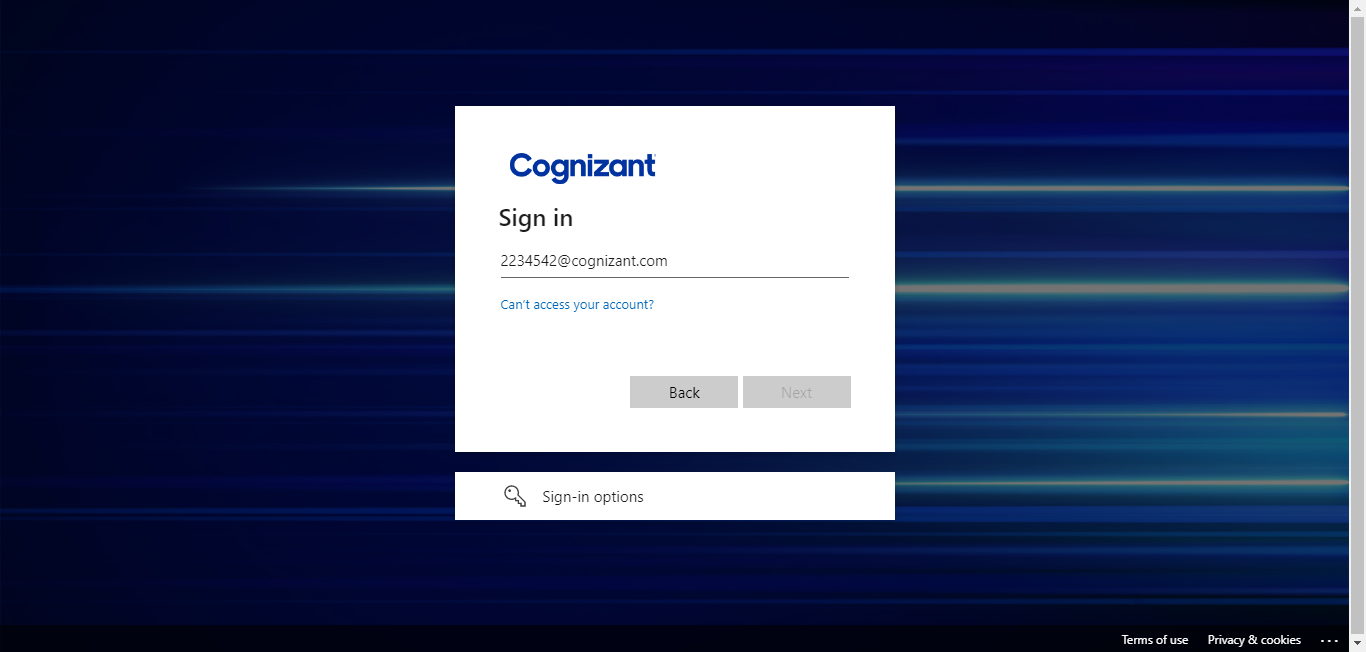 Cognizant
Sign in
2234542@cognizant.com
Can't access your account?
Back
Next
Sign-in options
Terms of use
Privacy & cookies
...